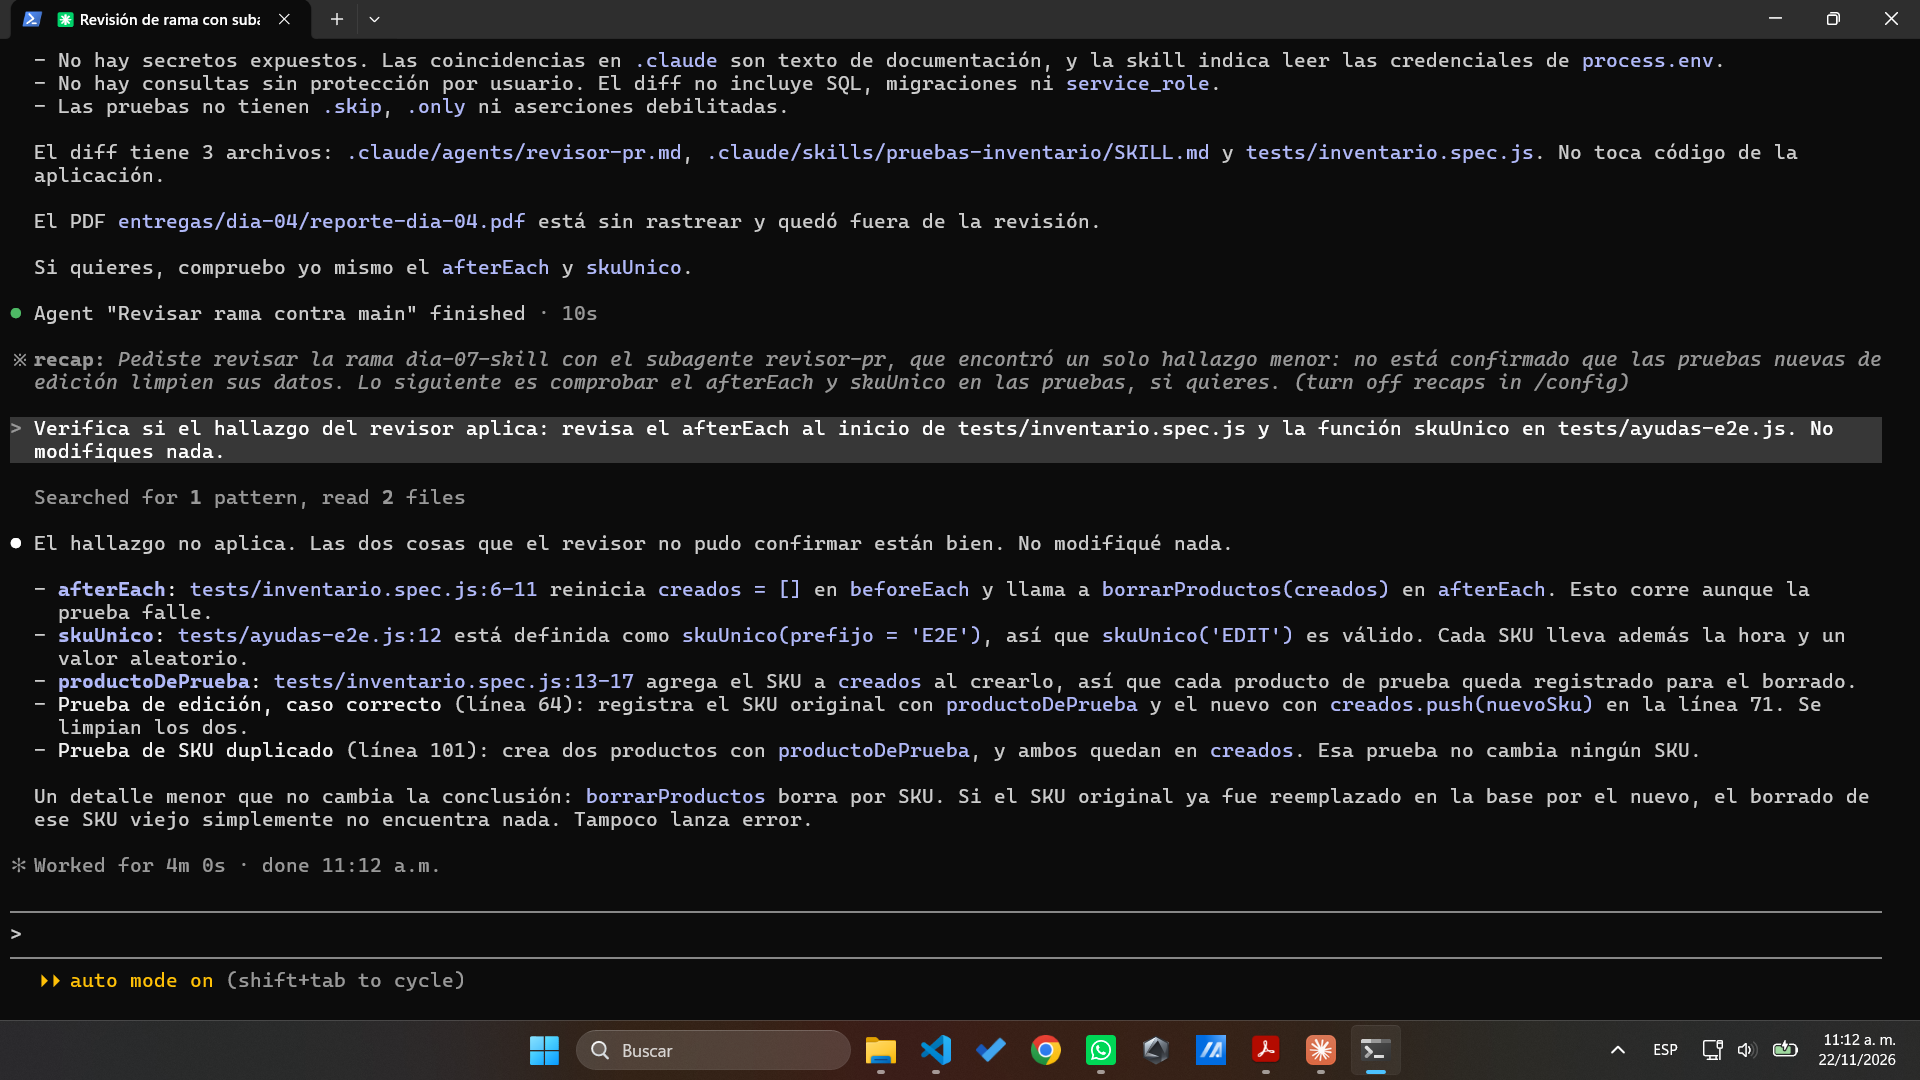 Revisión de rama con suba
- No hay secretos expuestos. Las coincidencias en .claude son texto de documentación, y la skill indica leer las credenciales de process.env.
- No hay consultas sin protección por usuario. El diff no incluye SQL, migraciones ni service_role.
- Las pruebas no tienen .skip, .only ni aserciones debilitadas.
El diff tiene 3 archivos: .claude/agents/revisor-pr.md, .claude/skills/pruebas-inventario/SKILL.md y tests/inventario.spec.js. No toca código de la
aplicación.
El PDF entregas/dia-04/reporte-dia-04.pdf está sin rastrear y quedó fuera de la revisión.
Si quieres, compruebo yo mismo el afterEach y skuUnico.
● Agent "Revisar rama contra main" finished · 10s
※ recap: Pediste revisar la rama dia-07-skill con el subagente revisor-pr, que encontró un solo hallazgo menor: no está confirmado que las pruebas nuevas de
edición limpien sus datos. Lo siguiente es comprobar el afterEach y skuUnico en las pruebas, si quieres. (turn off recaps in /config)
> Verifica si el hallazgo del revisor aplica: revisa el afterEach al inicio de tests/inventario.spec.js y la función skuUnico en tests/ayudas-e2e.js. No
modifiques nada.
Searched for 1 pattern, read 2 files
● El hallazgo no aplica. Las dos cosas que el revisor no pudo confirmar están bien. No modifiqué nada.
- afterEach: tests/inventario.spec.js:6-11 reinicia creados = [] en beforeEach y llama a borrarProductos(creados) en afterEach. Esto corre aunque la
prueba falle.
- skuUnico: tests/ayudas-e2e.js:12 está definida como skuUnico(prefijo = 'E2E'), así que skuUnico('EDIT') es válido. Cada SKU lleva además la hora y un
valor aleatorio.
- productoDePrueba: tests/inventario.spec.js:13-17 agrega el SKU a creados al crearlo, así que cada producto de prueba queda registrado para el borrado.
- Prueba de edición, caso correcto (línea 64): registra el SKU original con productoDePrueba y el nuevo con creados.push(nuevoSku) en la línea 71. Se
limpian los dos.
- Prueba de SKU duplicado (línea 101): crea dos productos con productoDePrueba, y ambos quedan en creados. Esa prueba no cambia ningún SKU.
Un detalle menor que no cambia la conclusión: borrarProductos borra por SKU. Si el SKU original ya fue reemplazado en la base por el nuevo, el borrado de
ese SKU viejo simplemente no encuentra nada. Tampoco lanza error.
✻ Worked for 4m 0s · done 11:12 a.m.
>
⏵⏵ auto mode on (shift+tab to cycle)
Buscar
ESP
11:12 a. m.
22/11/2026